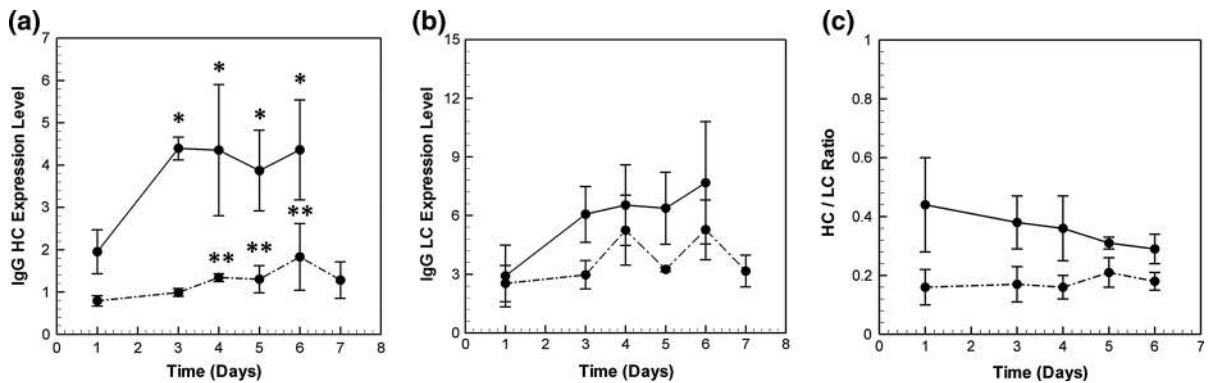 (a)
IgG HC Expression Level
7
6
5
4
3
2
1
0
* * * *
** ** **
0 1 2 3 4 5 6 7 8
Time (Days)
(b)
IgG LC Expression Level
15
12
9
6
3
0
0 1 2 3 4 5 6 7 8
Time (Days)
(c)
HC / LC Ratio
1
0.8
0.6
0.4
0.2
0
0 1 2 3 4 5 6 7
Time (Days)